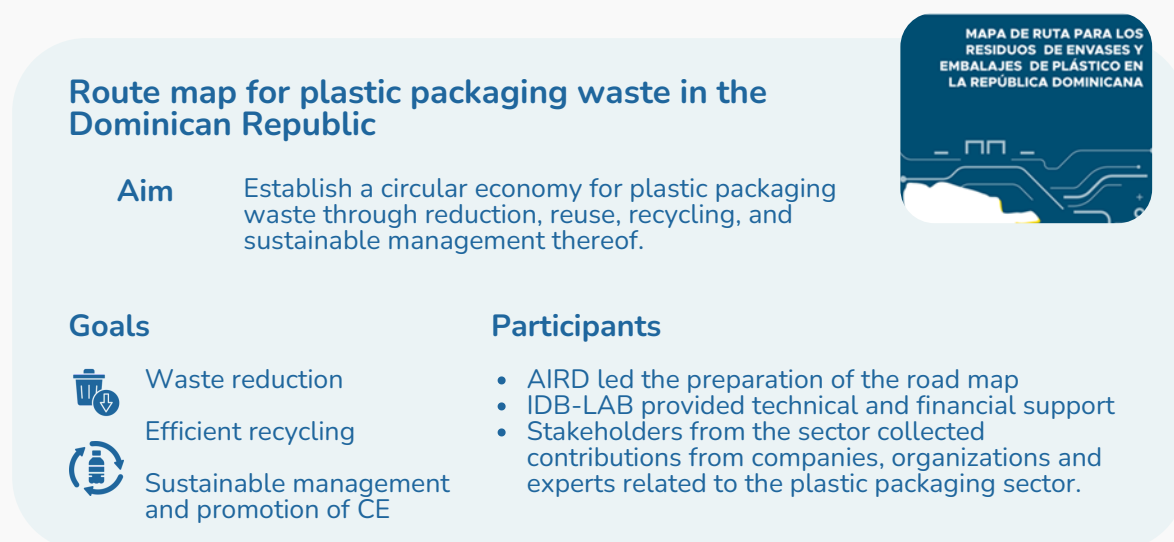 MAPA DE RUTA PARA LOS
RESIDUOS DE ENVASES Y
EMBALAJES DE PLÁSTICO EN
LA REPÚBLICA DOMINICANA
Route map for plastic packaging waste in the
Dominican Republic
Aim
Establish a circular economy for plastic packaging
waste through reduction, reuse, recycling, and
sustainable management thereof.
Goals
Waste reduction
Efficient recycling
Sustainable management
and promotion of CE
Participants
• AIRD led the preparation of the road map
• IDB-LAB provided technical and financial support
• Stakeholders from the sector collected
contributions from companies, organizations and
experts related to the plastic packaging sector.